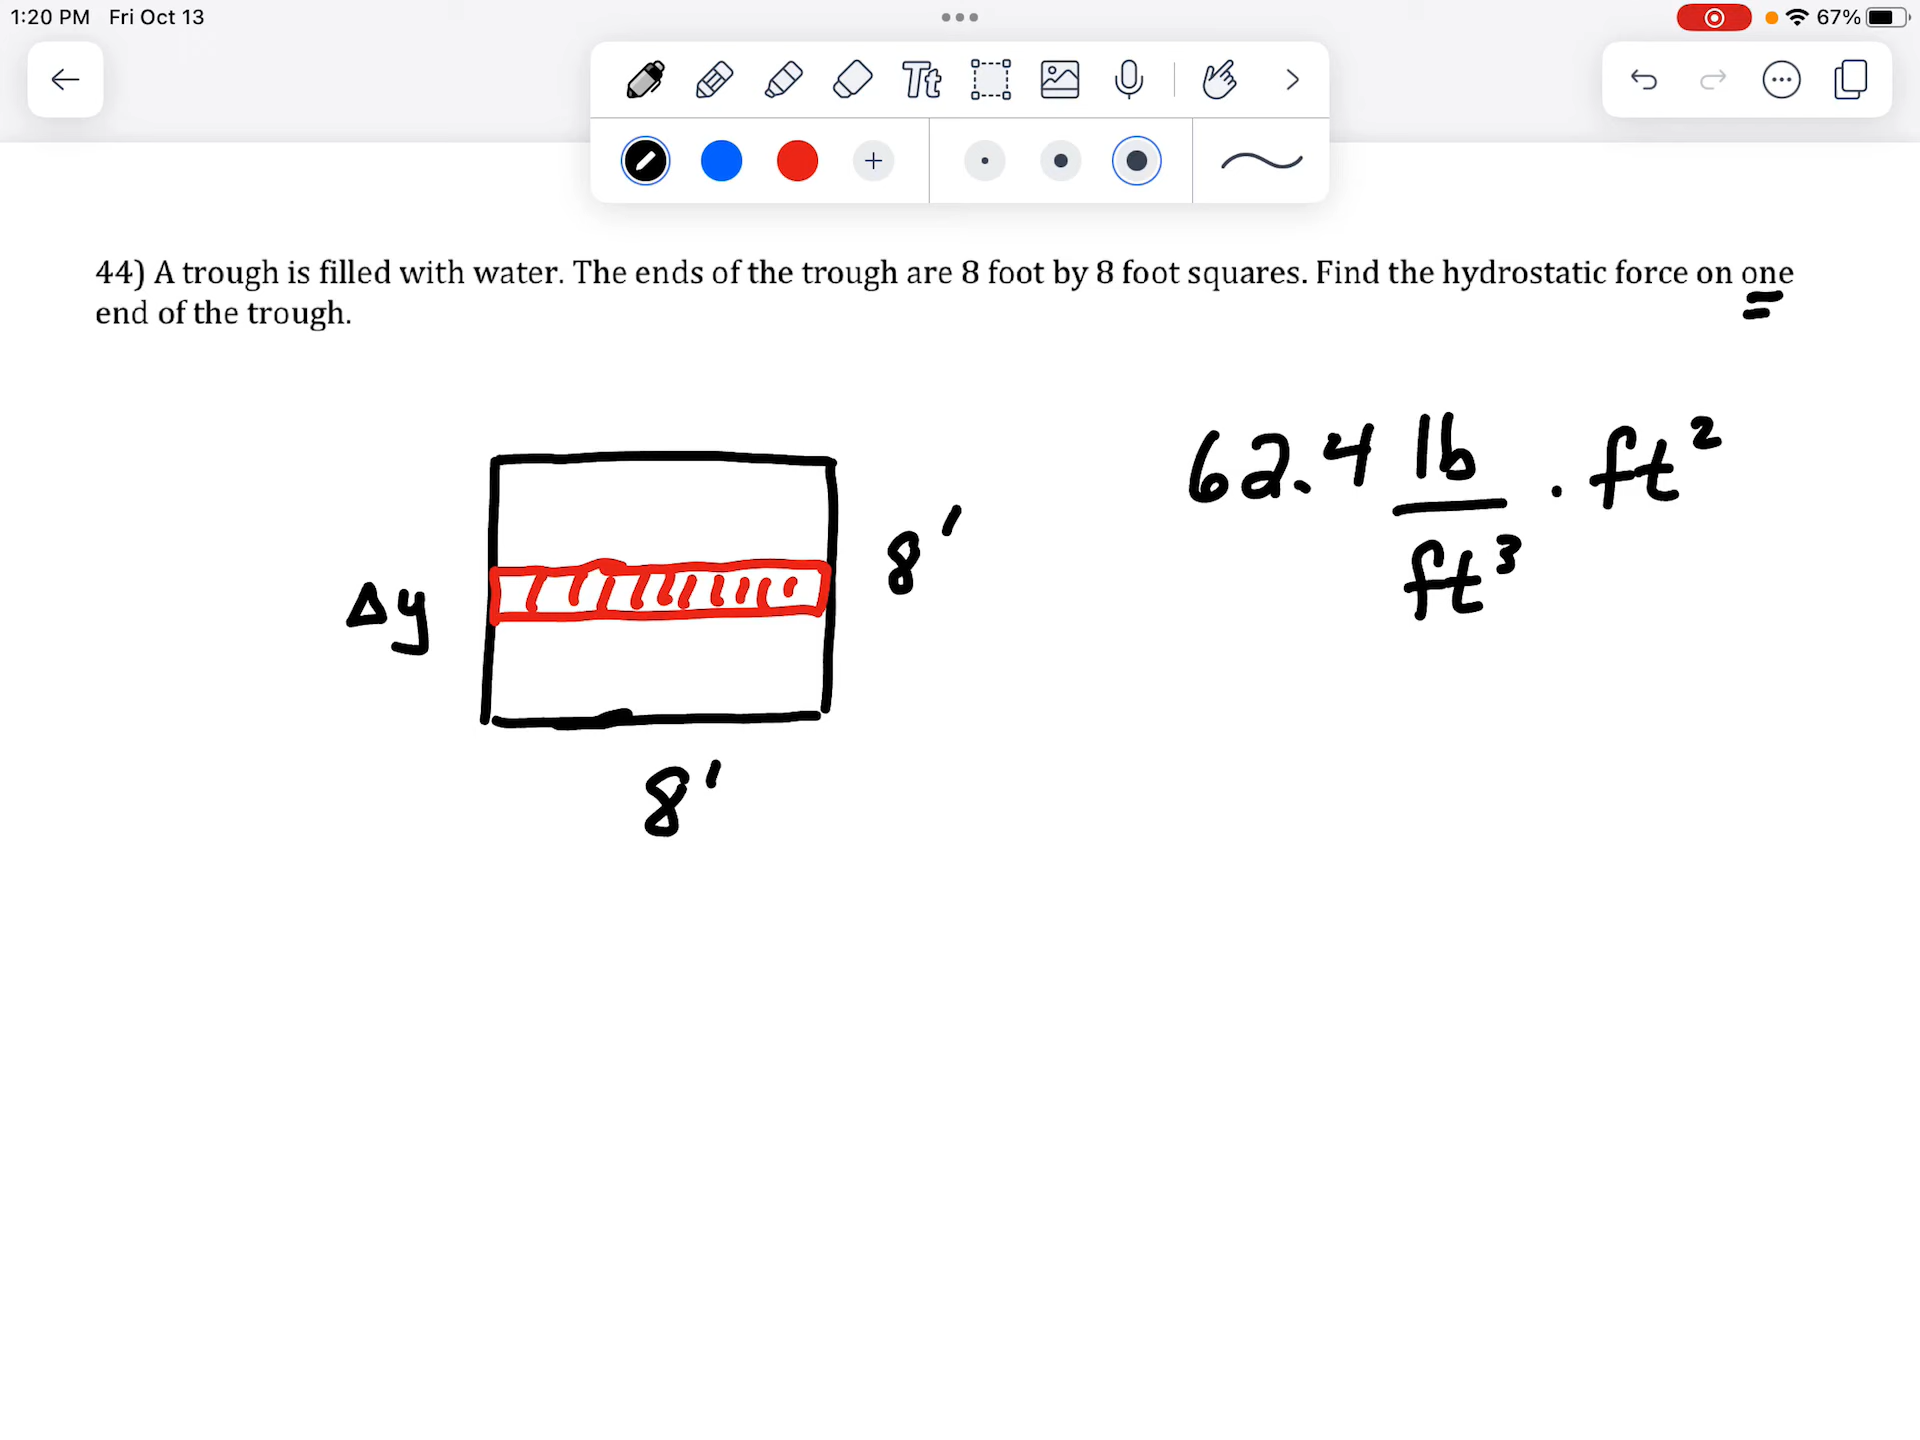 1:20 PM Fri Oct 13
67%
Tt
44) A trough is filled with water. The ends of the trough are 8 foot by 8 foot squares. Find the hydrostatic force on one
end of the trough.
62.4 lb/ft³ · ft²
8'
Δy
8'